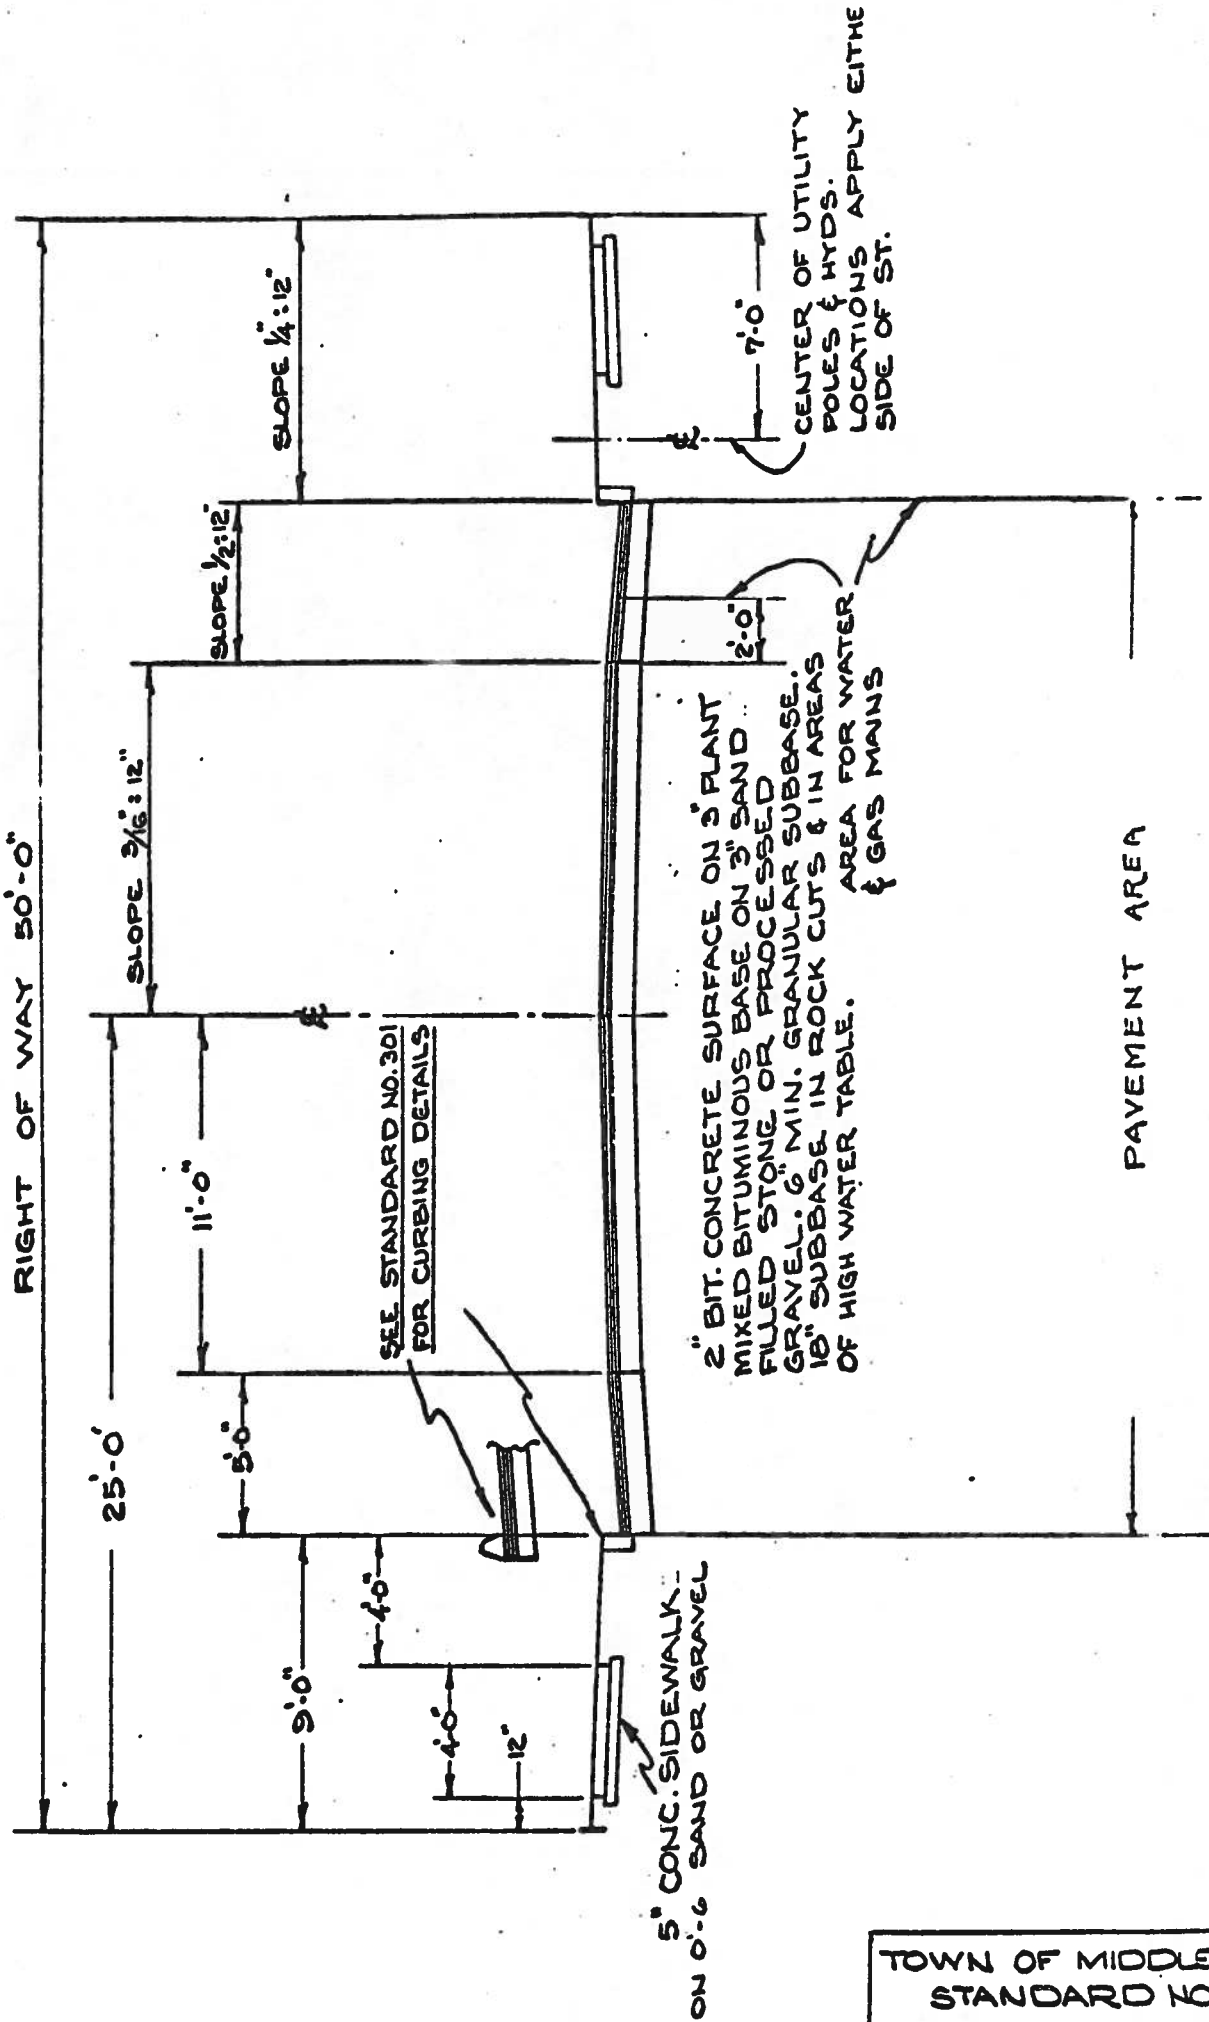 RIGHT OF WAY 50'-0"
25'-0'
SLOPE 3/16" : 12"
11'-0"
SLOPE 1/2" : 12"
5'-0"
SLOPE 1/4" : 12"
9'-0"
℄
4'-0"
SEE STANDARD NO. 301
FOR CURBING DETAILS
4'-0"
12"
℄
7'-0"
2'-0"
CENTER OF UTILITY
POLES & HYDS.
LOCATIONS APPLY EITHE
SIDE OF ST.
5" CONC. SIDEWALK -
ON 0'-6 SAND OR GRAVEL
2" BIT. CONCRETE SURFACE ON 3" PLANT
MIXED BITUMINOUS BASE ON 3" SAND
FILLED STONE OR PROCESSED
GRAVEL. 6" MIN. GRANULAR SUBBASE.
18" SUBBASE IN ROCK CUTS & IN AREAS
OF HIGH WATER TABLE.
AREA FOR WATER
& GAS MAINS
PAVEMENT AREA
TOWN OF MIDDLE
STANDARD NO